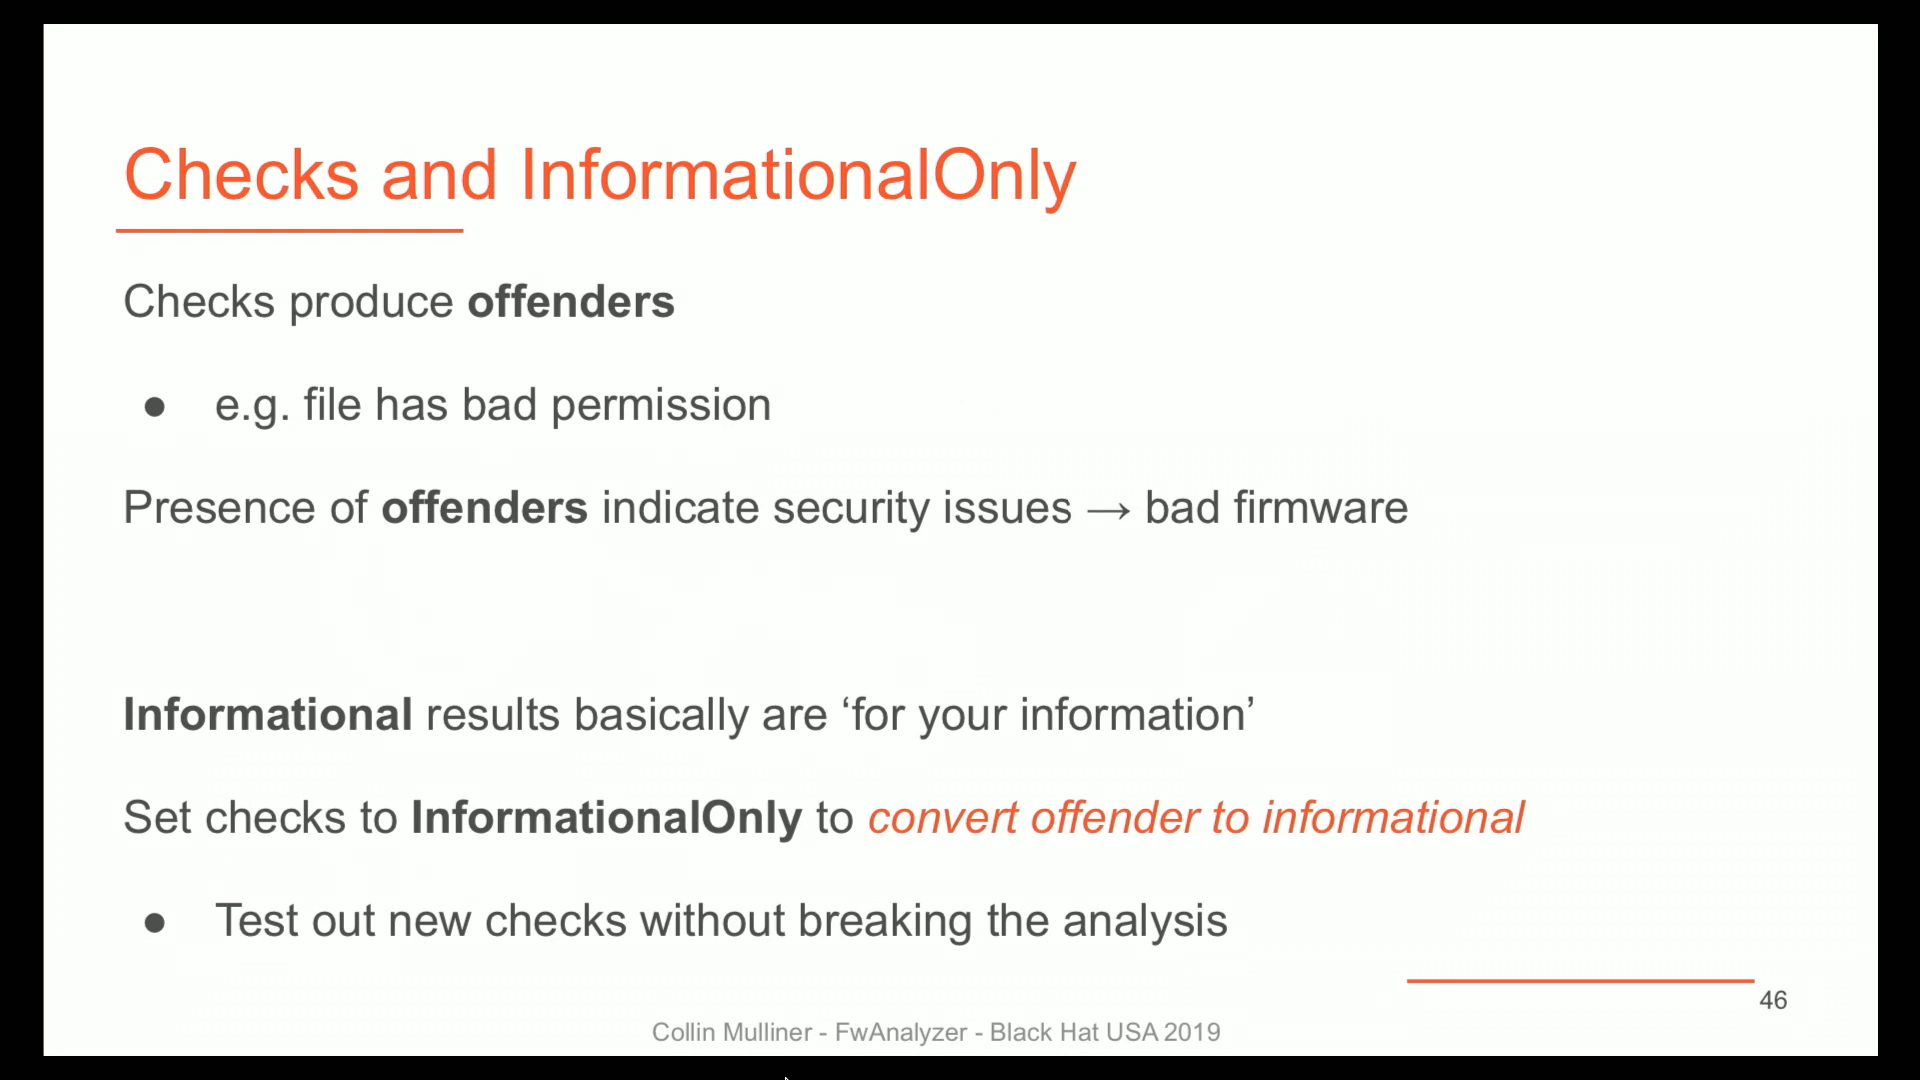 Checks and InformationalOnly
Checks produce offenders
● e.g. file has bad permission
Presence of offenders indicate security issues → bad firmware
Informational results basically are ‘for your information’
Set checks to InformationalOnly to convert offender to informational
● Test out new checks without breaking the analysis
46
Collin Mulliner - FwAnalyzer - Black Hat USA 2019